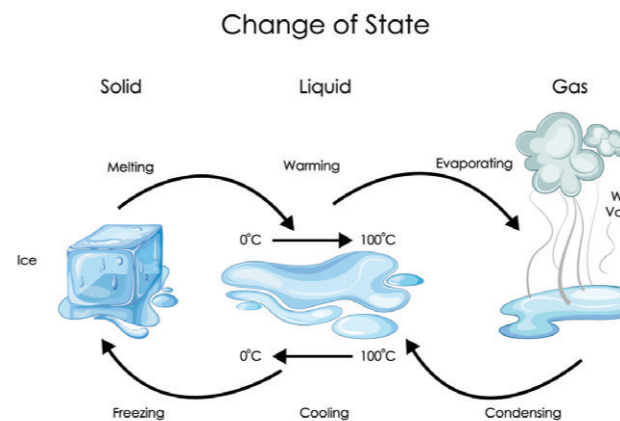 Change of State
Solid Liquid Gas
Melting Warming Evaporating
0°C 100°C
Ice
0°C 100°C
Freezing Cooling Condensing